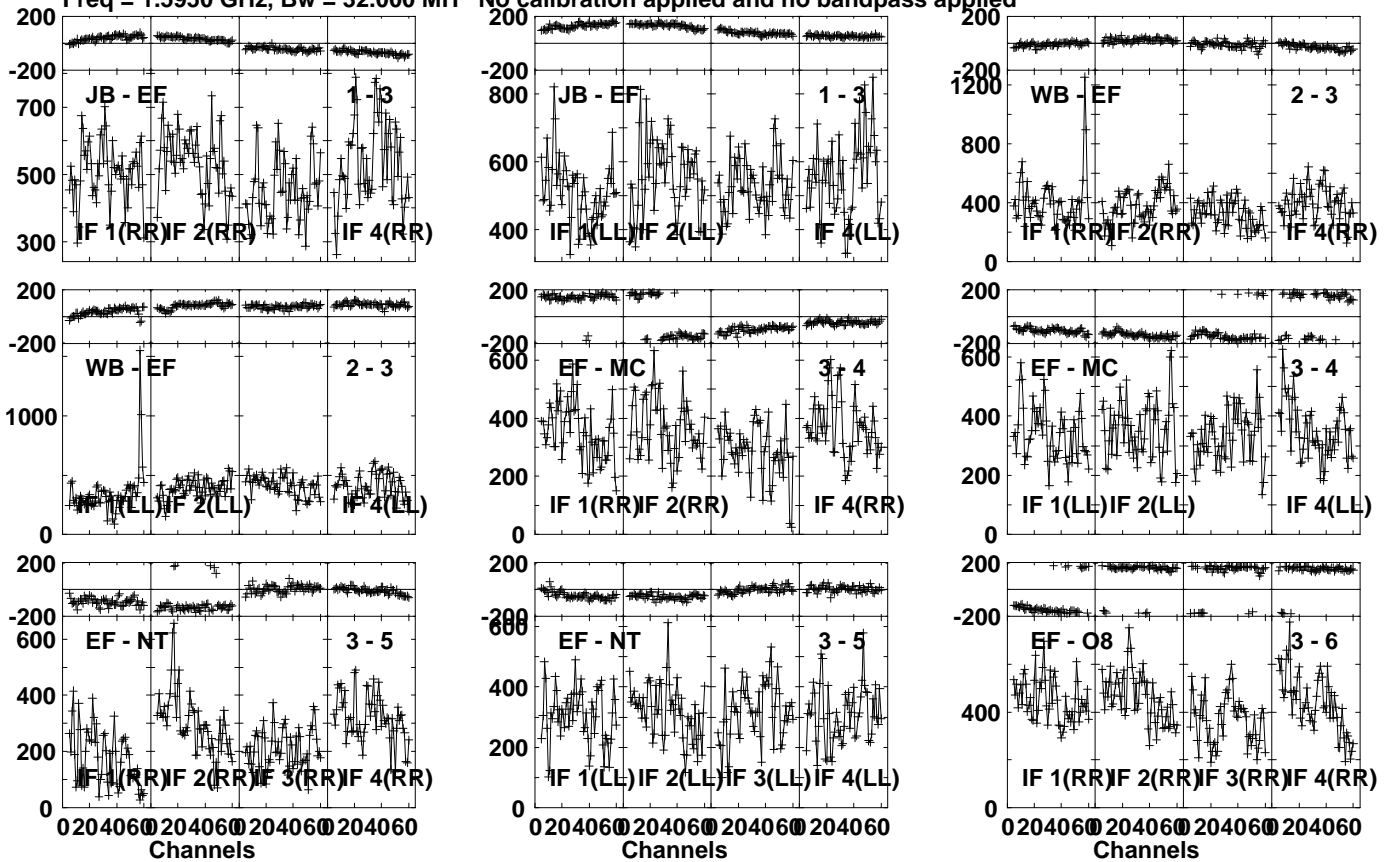 Freq = 1.5950 GHz, Bw = 32.000 MH No calibration applied and no bandpass applied
200
-200
JB - EF 1 - 3
700
500
300
IF 1(RR) IF 2(RR) IF 4(RR)
200
-200
JB - EF 1 - 3
800
600
400
IF 1(LL) IF 2(LL) IF 4(LL)
200
-200
WB - EF 2 - 3
1200
800
400
0
IF 1(RR) IF 2(RR) IF 4(RR)
200
-200
WB - EF 2 - 3
1000
0
IF 1(LL) IF 2(LL) IF 4(LL)
200
-200
EF - MC 3 - 4
600
400
200
0
IF 1(RR) IF 2(RR) IF 4(RR)
200
-200
EF - MC 3 - 4
600
400
200
0
IF 1(LL) IF 2(LL) IF 4(LL)
200
-200
EF - NT 3 - 5
600
400
200
0
IF 1(RR) IF 2(RR) IF 3(RR) IF 4(RR)
0 20 40 60 0 20 40 60 0 20 40 60 0 20 40 60
Channels
200
-200
EF - NT 3 - 5
600
400
200
0
IF 1(LL) IF 2(LL) IF 3(LL) IF 4(LL)
0 20 40 60 0 20 40 60 0 20 40 60 0 20 40 60
Channels
200
-200
EF - O8 3 - 6
400
0
IF 1(RR) IF 2(RR) IF 3(RR) IF 4(RR)
0 20 40 60 0 20 40 60 0 20 40 60 0 20 40 60
Channels